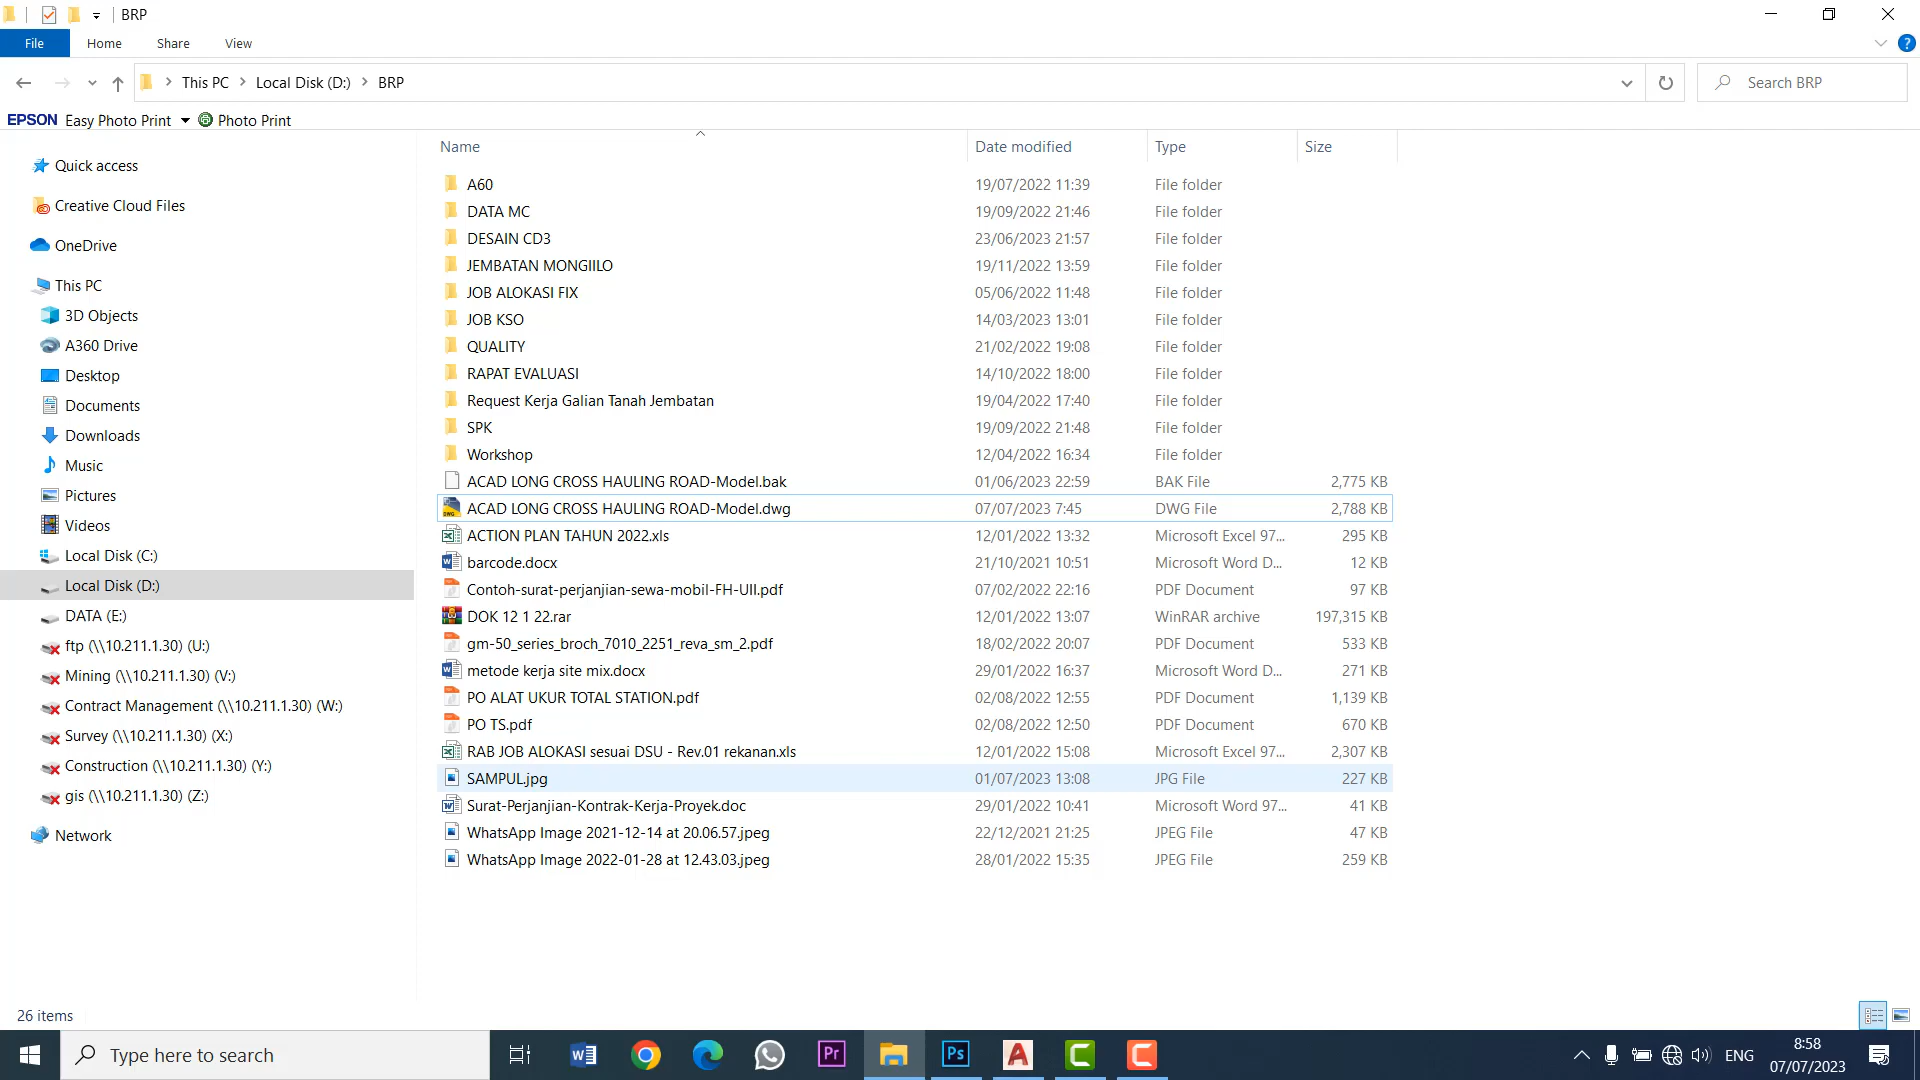 BRP
File Home Share View
This PC Local Disk (D:) BRP
Search BRP
EPSON Easy Photo Print Photo Print
Name Date modified Type Size
Quick access
Creative Cloud Files
OneDrive
This PC
3D Objects
A360 Drive
Desktop
Documents
Downloads
Music
Pictures
Videos
Local Disk (C:)
Local Disk (D:)
DATA (E:)
ftp (\\10.211.1.30) (U:)
Mining (\\10.211.1.30) (V:)
Contract Management (\\10.211.1.30) (W:)
Survey (\\10.211.1.30) (X:)
Construction (\\10.211.1.30) (Y:)
gis (\\10.211.1.30) (Z:)
Network
A60 19/07/2022 11:39 File folder
DATA MC 19/09/2022 21:46 File folder
DESAIN CD3 23/06/2023 21:57 File folder
JEMBATAN MONGIILO 19/11/2022 13:59 File folder
JOB ALOKASI FIX 05/06/2022 11:48 File folder
JOB KSO 14/03/2023 13:01 File folder
QUALITY 21/02/2022 19:08 File folder
RAPAT EVALUASI 14/10/2022 18:00 File folder
Request Kerja Galian Tanah Jembatan 19/04/2022 17:40 File folder
SPK 19/09/2022 21:48 File folder
Workshop 12/04/2022 16:34 File folder
ACAD LONG CROSS HAULING ROAD-Model.bak 01/06/2023 22:59 BAK File 2,775 KB
ACAD LONG CROSS HAULING ROAD-Model.dwg 07/07/2023 7:45 DWG File 2,788 KB
ACTION PLAN TAHUN 2022.xls 12/01/2022 13:32 Microsoft Excel 97... 295 KB
barcode.docx 21/10/2021 10:51 Microsoft Word D... 12 KB
Contoh-surat-perjanjian-sewa-mobil-FH-UII.pdf 07/02/2022 22:16 PDF Document 97 KB
DOK 12 1 22.rar 12/01/2022 13:07 WinRAR archive 197,315 KB
gm-50_series_broch_7010_2251_reva_sm_2.pdf 18/02/2022 20:07 PDF Document 533 KB
metode kerja site mix.docx 29/01/2022 16:37 Microsoft Word D... 271 KB
PO ALAT UKUR TOTAL STATION.pdf 02/08/2022 12:55 PDF Document 1,139 KB
PO TS.pdf 02/08/2022 12:50 PDF Document 670 KB
RAB JOB ALOKASI sesuai DSU - Rev.01 rekanan.xls 12/01/2022 15:08 Microsoft Excel 97... 2,307 KB
SAMPUL.jpg 01/07/2023 13:08 JPG File 227 KB
Surat-Perjanjian-Kontrak-Kerja-Proyek.doc 29/01/2022 10:41 Microsoft Word 97... 41 KB
WhatsApp Image 2021-12-14 at 20.06.57.jpeg 22/12/2021 21:25 JPEG File 47 KB
WhatsApp Image 2022-01-28 at 12.43.03.jpeg 28/01/2022 15:35 JPEG File 259 KB
26 items
Type here to search
Pr
Ps
ENG
8:58
07/07/2023